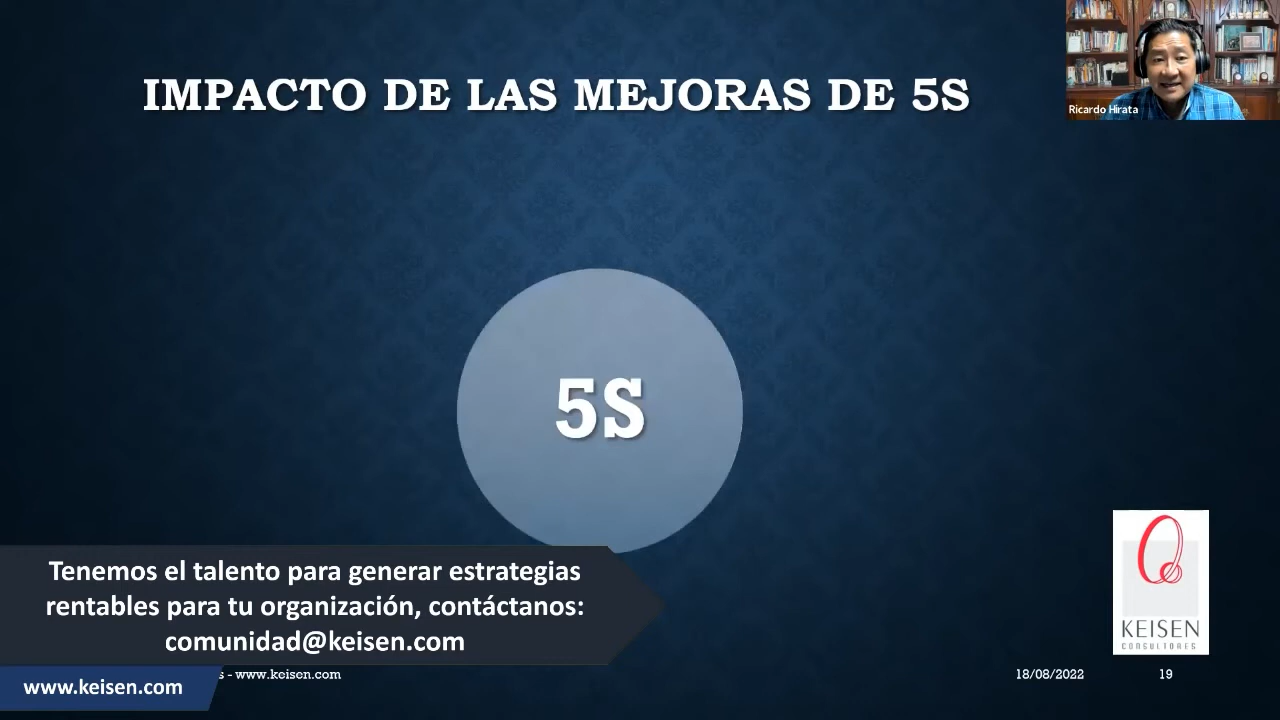 IMPACTO DE LAS MEJORAS DE 5S
Ricardo Hirata
5S
Tenemos el talento para generar estrategias
rentables para tu organización, contáctanos:
comunidad@keisen.com
KEISEN
CONSULTORES
s - www.keisen.com
18/08/2022
19
www.keisen.com